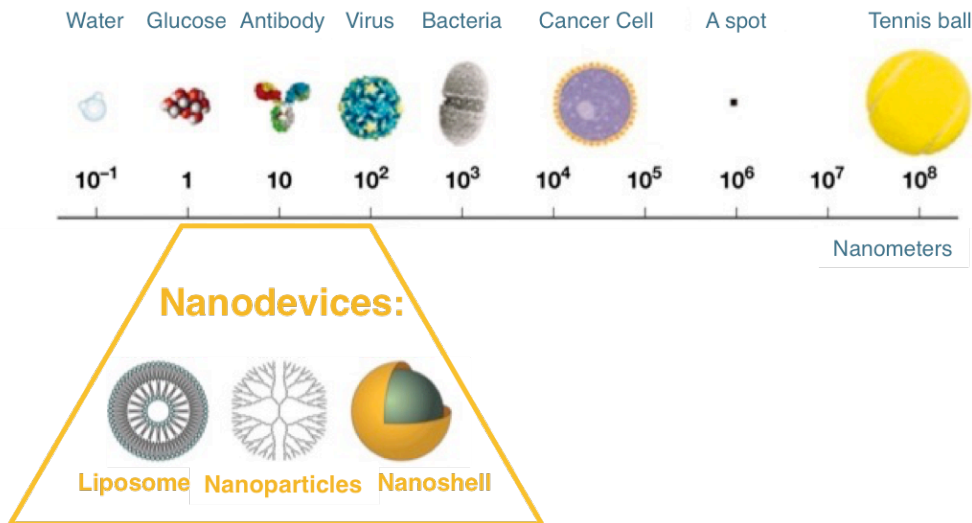 Water Glucose Antibody Virus Bacteria Cancer Cell A spot Tennis ball
10⁻¹ 1 10 10² 10³ 10⁴ 10⁵ 10⁶ 10⁷ 10⁸
Nanometers
Nanodevices:
Liposome Nanoparticles Nanoshell